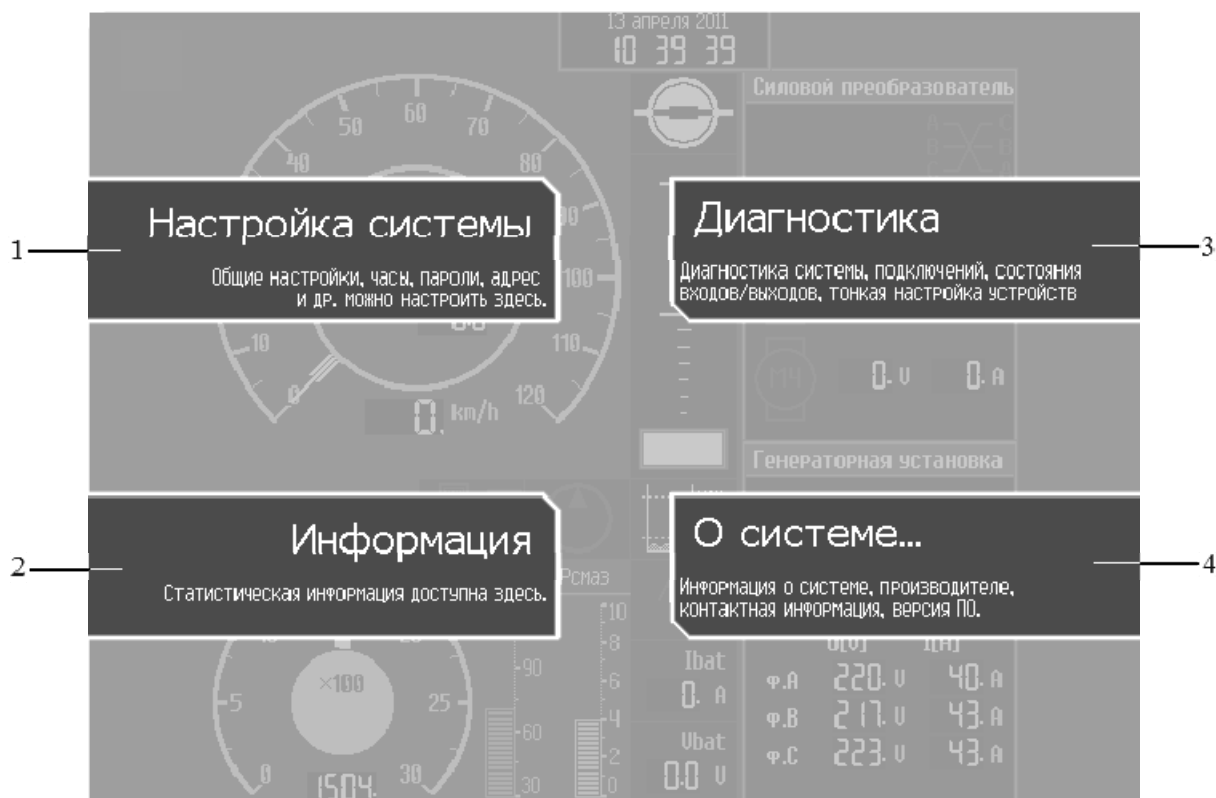 13 апреля 2011
10 39 39
Силовой преобразователь
60
50
70
40
80
A C
B B
90
Настройка системы
Диагностика
1
3
Общие настройки, часы, пароли, адрес
и др. можно настроить здесь.
100
Диагностика системы, подключений, состояния
входов/выходов, тонкая настройка устройств
10
110
М4
0. V
0. A
0
120
0.
km/h
Генераторная установка
Информация
О системе...
2
4
Статистическая информация доступна здесь.
Pсмаз
Информация о системе, производителе,
контактная информация, версия ПО.
10
8
U[V]
I[A]
×100
90
Ibat
5
25
6
0. A
φ.A 220. V 40. A
4
φ.B 217. V 43. A
60
2
Ubat
φ.C 223. V 43. A
0
30
30
0
0.0 V
1504.